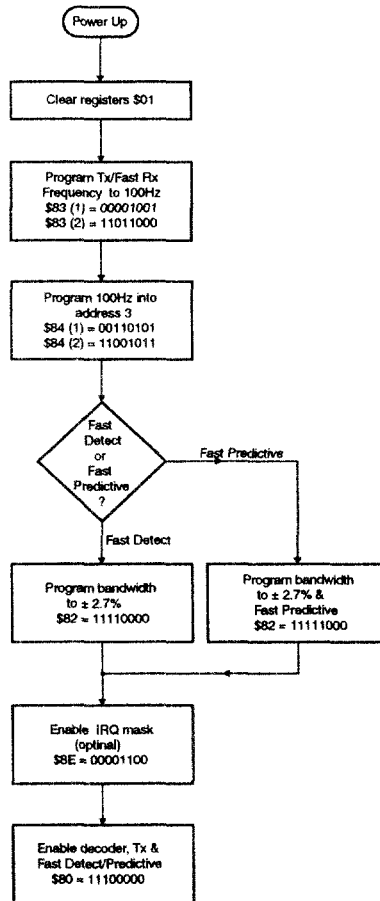 Power Up
Clear registers $01
Program Tx/Fast Rx
Frequency to 100Hz
$83 (1) = 00001001
$83 (2) = 11011000
Program 100Hz into
address 3
$84 (1) = 00110101
$84 (2) = 11001011
Fast
Detect
or
Fast
Predictive
?
Fast Predictive
Fast Detect
Program bandwidth
to ± 2.7%
$82 = 11110000
Program bandwidth
to ± 2.7% &
Fast Predictive
$82 = 11111000
Enable IRQ mask
(optinal)
$8E = 00001100
Enable decoder, Tx &
Fast Detect/Predictive
$80 = 11100000